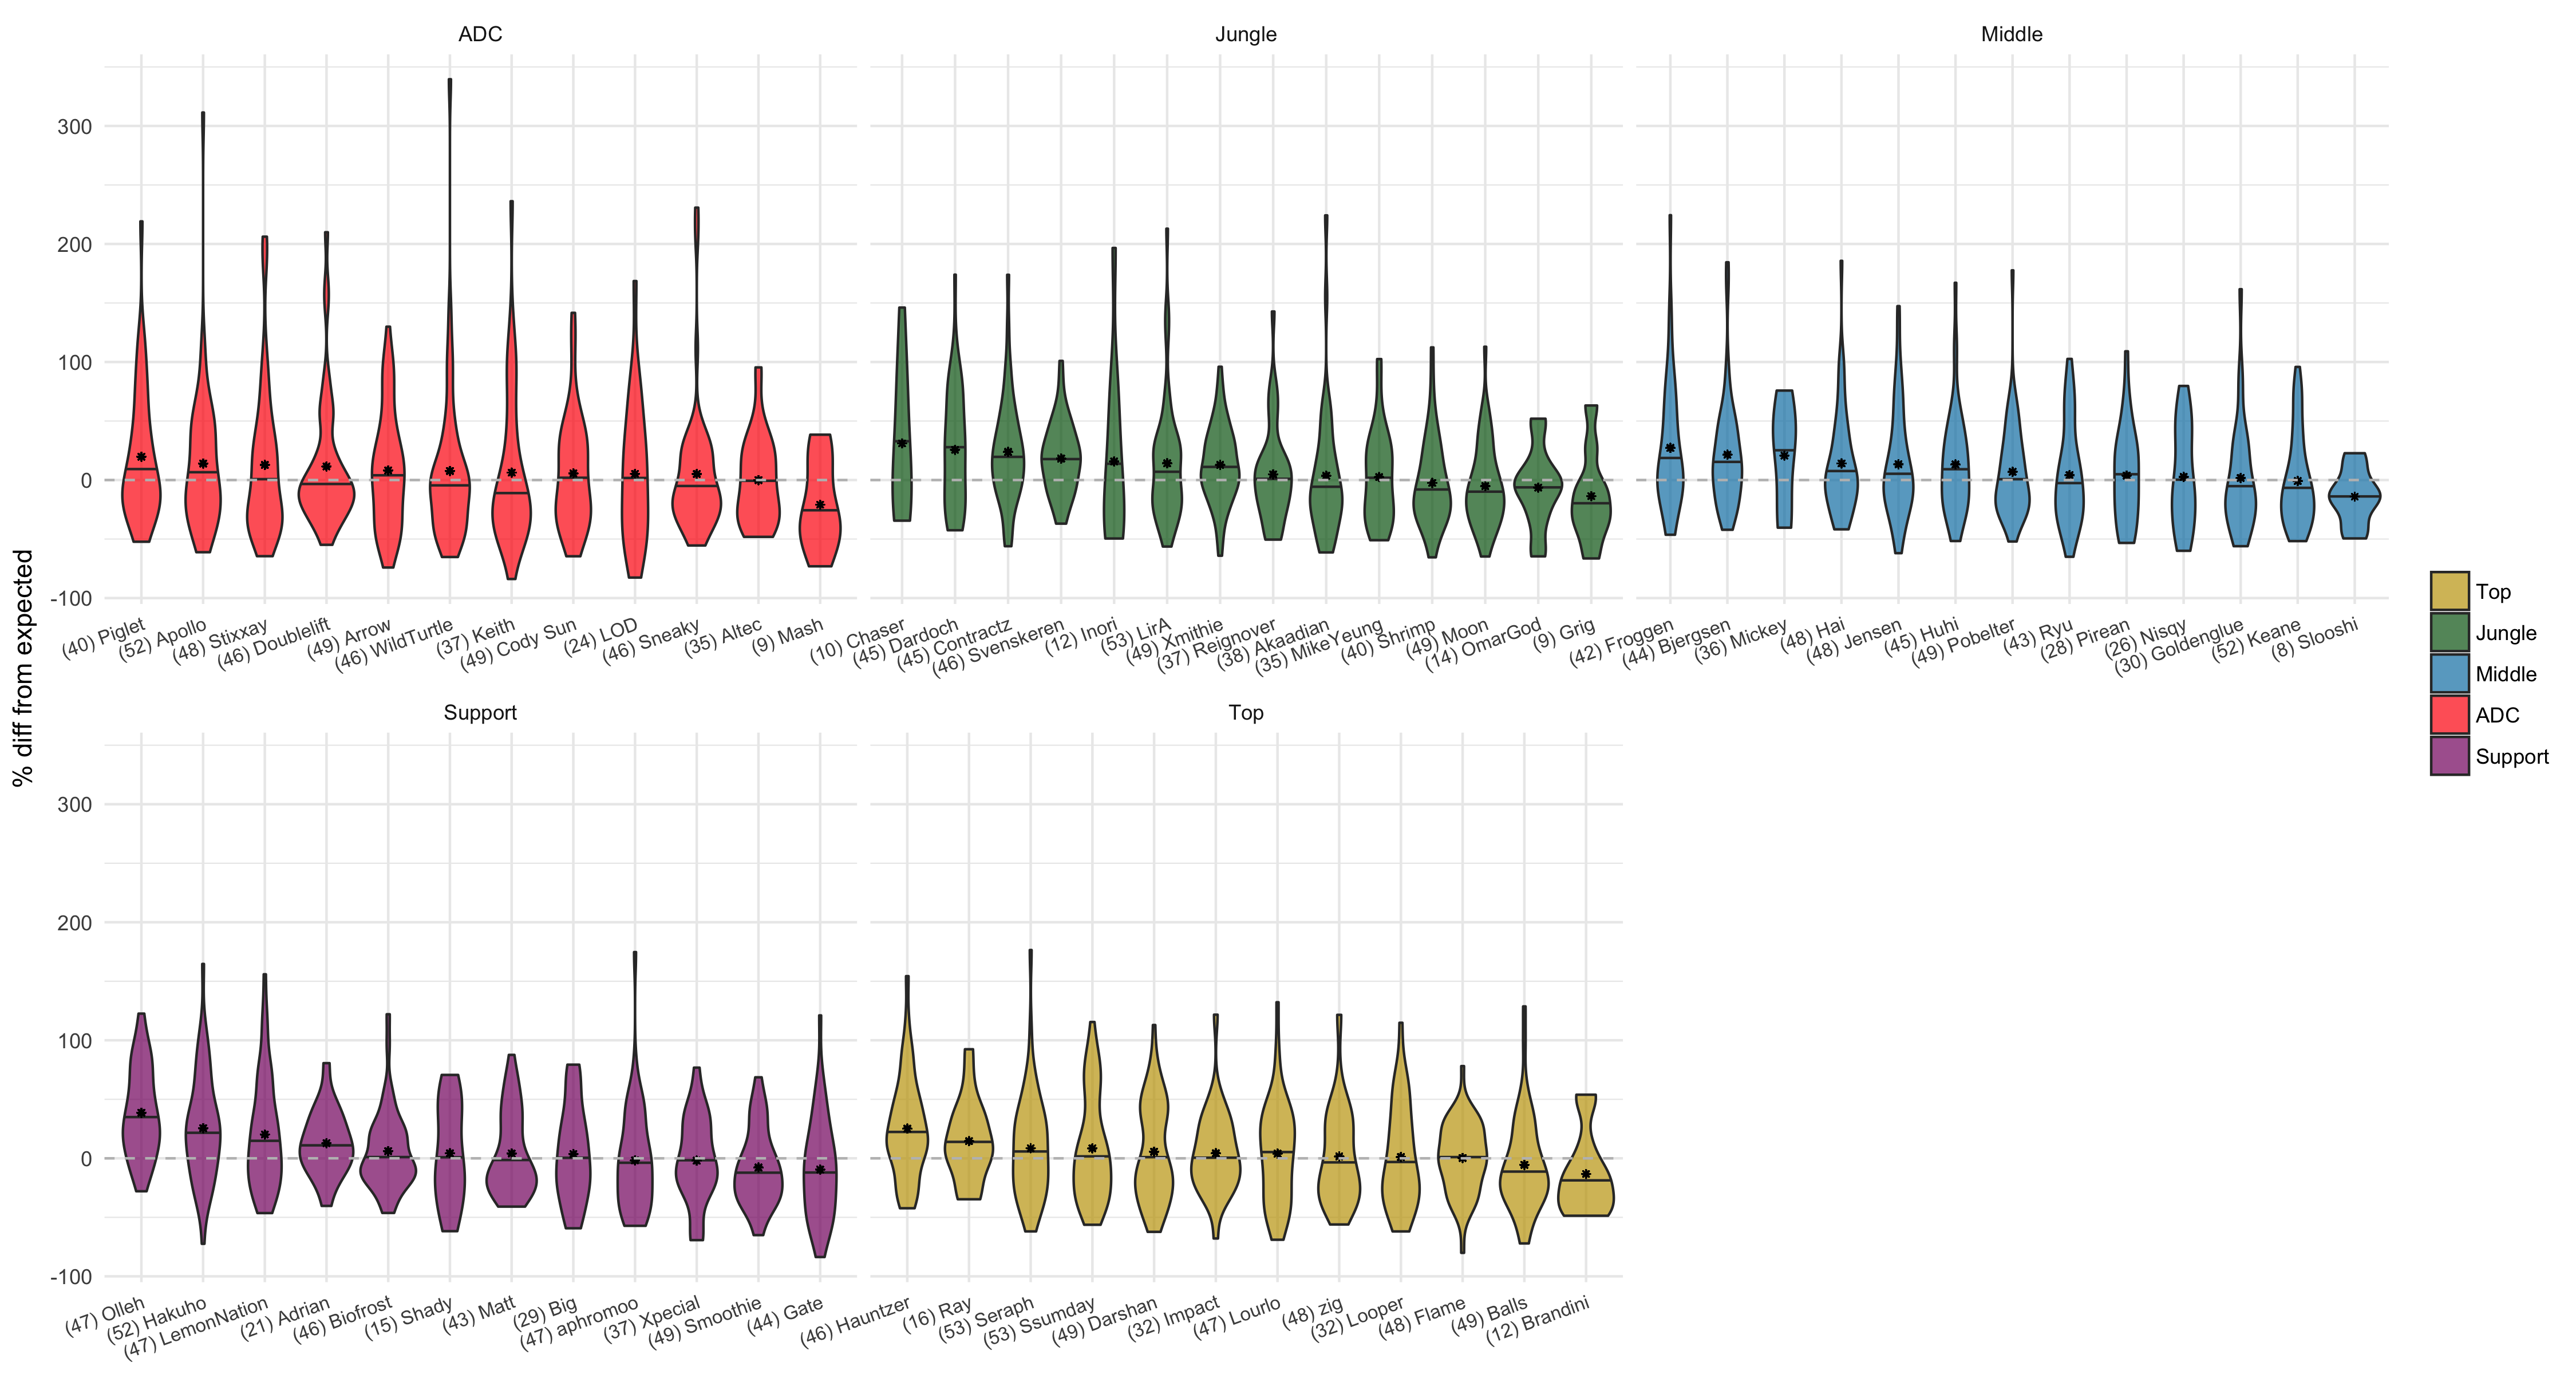 ADC
Jungle
Middle
300
200
100
0
-100
(40) Piglet
(52) Apollo
(48) Stixxay
(46) Doublelift
(49) Arrow
(46) WildTurtle
(37) Keith
(49) Cody Sun
(24) LOD
(46) Sneaky
(35) Altec
(9) Mash
(10) Chaser
(45) Dardoch
(45) Contractz
(46) Svenskeren
(12) Inori
(53) LirA
(49) Xmithie
(37) Reignover
(38) Akaadian
(35) MikeYeung
(40) Shrimp
(49) Moon
(14) OmarGod
(9) Grig
(42) Froggen
(44) Bjergsen
(36) Mickey
(48) Hai
(48) Jensen
(45) Huhi
(49) Pobelter
(43) Ryu
(28) Pirean
(26) Nisqy
(30) Goldenglue
(52) Keane
(8) Slooshi
% diff from expected
Top
Jungle
Middle
ADC
Support
Support
Top
300
200
100
0
-100
(47) Olleh
(52) Hakuho
(47) LemonNation
(21) Adrian
(46) Biofrost
(15) Shady
(43) Matt
(29) Big
(47) aphromoo
(37) Xpecial
(49) Smoothie
(44) Gate
(46) Hauntzer
(16) Ray
(53) Seraph
(53) Ssumday
(49) Darshan
(32) Impact
(47) Lourlo
(48) zig
(32) Looper
(48) Flame
(49) Balls
(12) Brandini